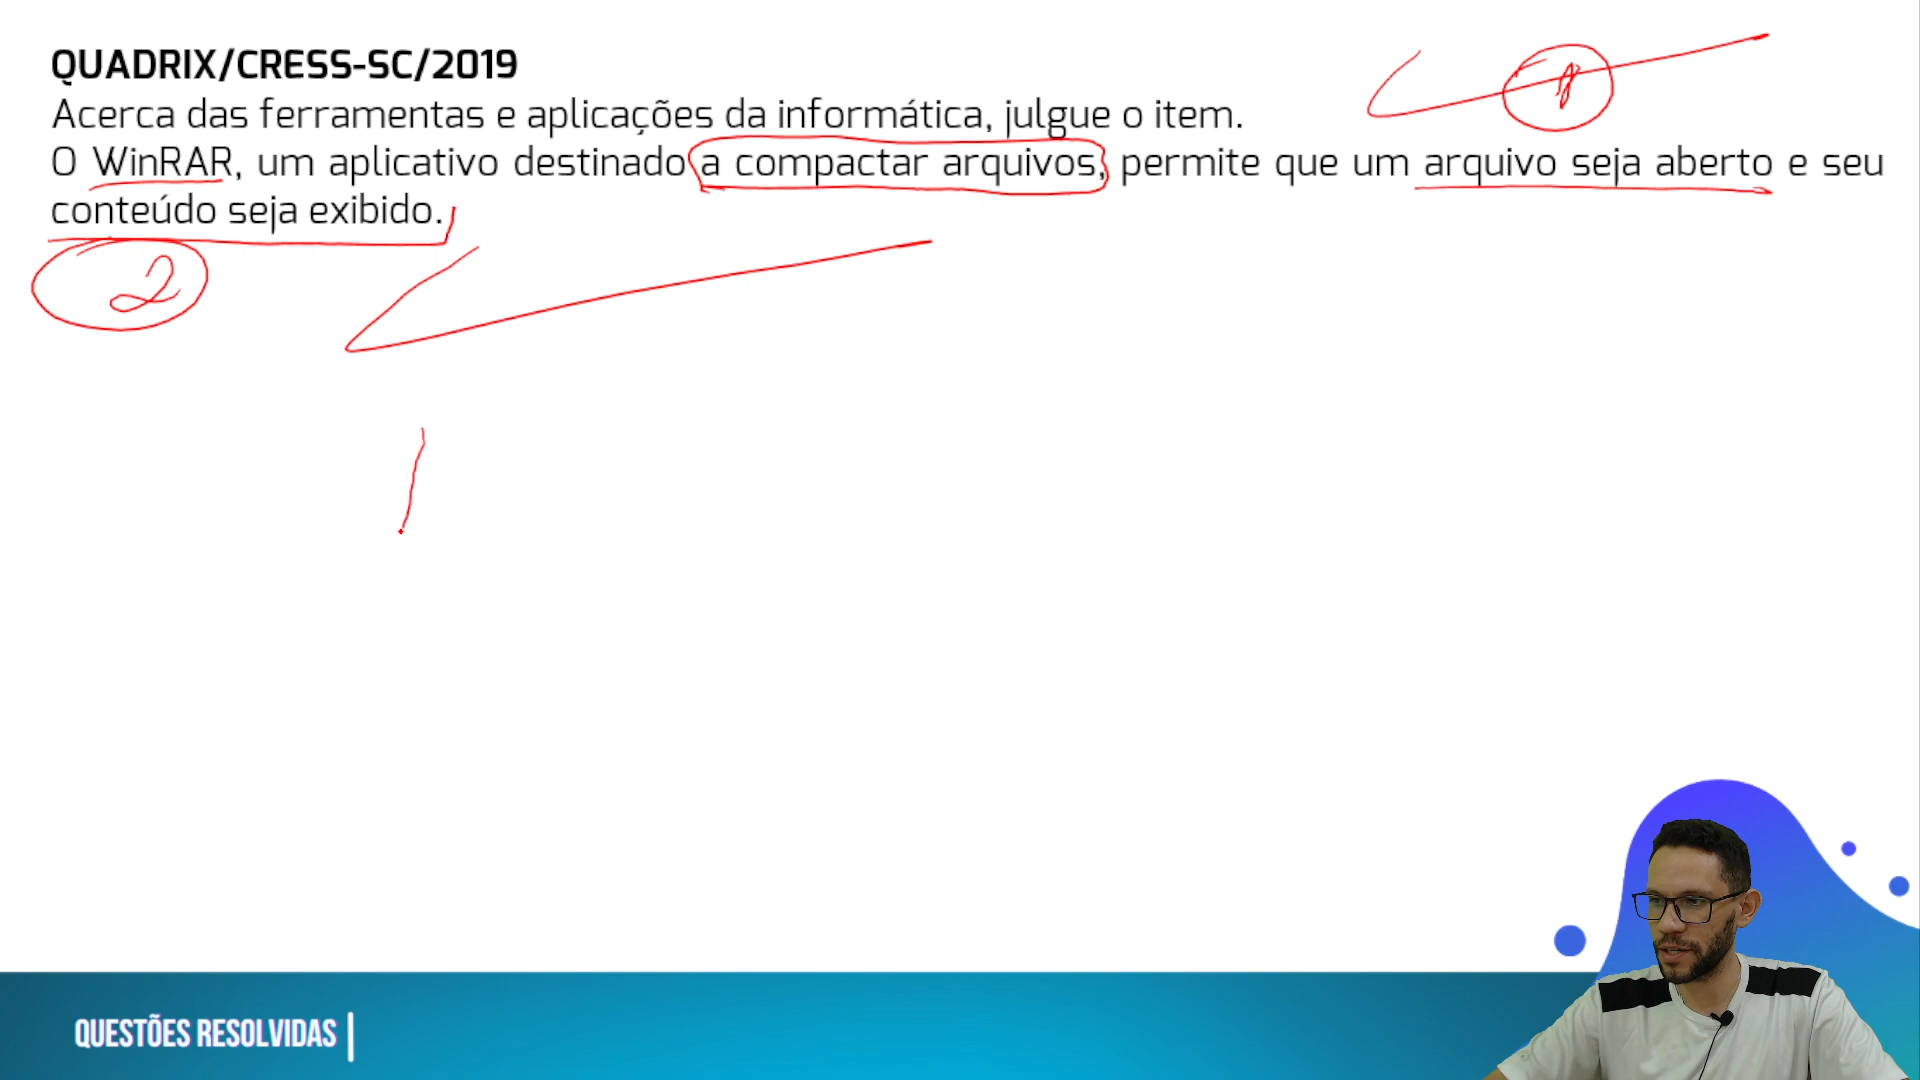 QUADRIX/CRESS-SC/2019
Acerca das ferramentas e aplicações da informática, julgue o item.
O WinRAR, um aplicativo destinado a compactar arquivos, permite que um arquivo seja aberto e seu
conteúdo seja exibido.
2
QUESTÕES RESOLVIDAS